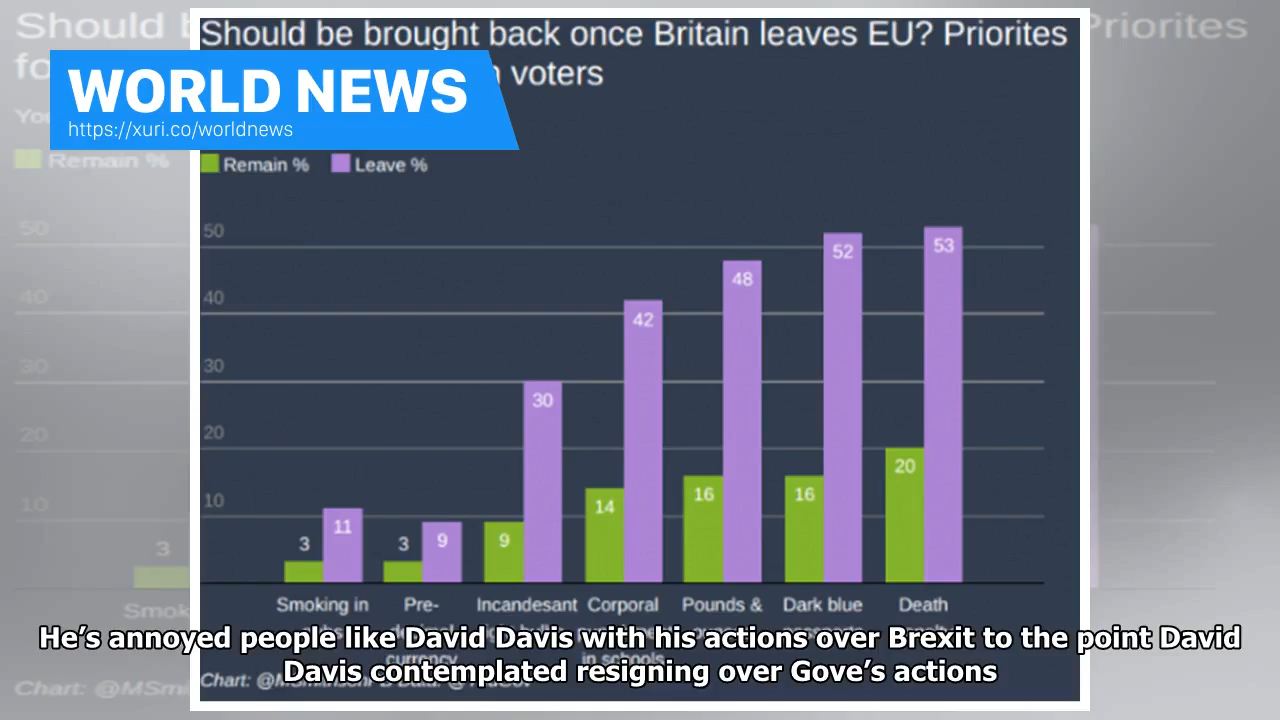 Should be brought back once Britain leaves EU? Priorites
voters
WORLD NEWS
https://xuri.co/worldnews
Remain % Leave %
50
40
30
20
10
3 11 3 9 9 30 14 42 16 48 16 52 20 53
Smoking in Pre- Incandesant Corporal Pounds & Dark blue Death
currency in schools
He's annoyed people like David Davis with his actions over Brexit to the point David
Davis contemplated resigning over Gove's actions
Chart: